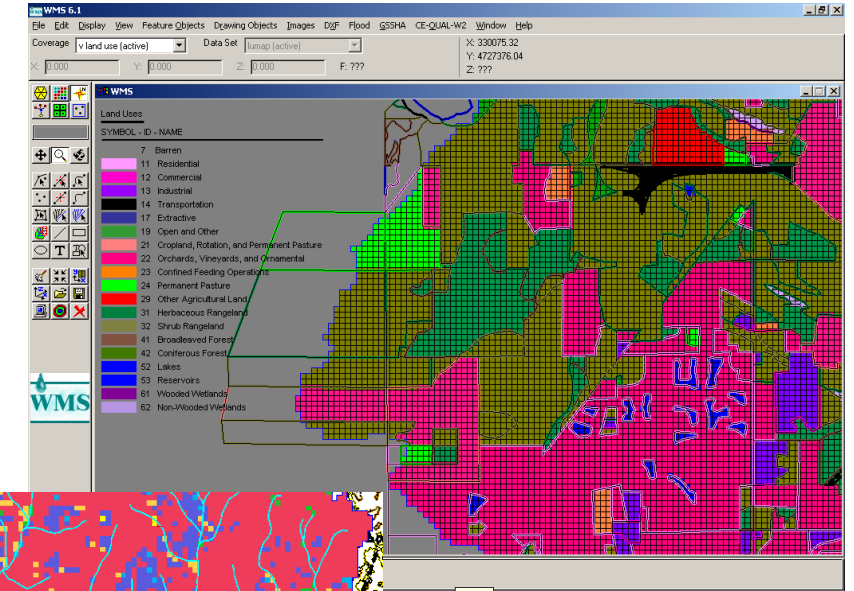 WMS 6.1
File Edit Display View Feature Objects Drawing Objects Images DXF Flood GSSHA CE-QUAL-W2 Window Help
Coverage v land use (active) Data Set lumap (active) X: 330075.32
Y: 4727376.04
X: 0.000 Y: 0.000 Z: 0.000 F: ??? Z: ???
WMS
Land Uses
SYMBOL - ID - NAME
7 Barren
11 Residential
12 Commercial
13 Industrial
14 Transportation
17 Extractive
19 Open and Other
21 Cropland, Rotation, and Permanent Pasture
22 Orchards, Vineyards, and Ornamental
23 Confined Feeding Operations
24 Permanent Pasture
29 Other Agricultural Land
31 Herbaceous Rangeland
32 Shrub Rangeland
41 Broadleaved Forest
42 Coniferous Forest
52 Lakes
53 Reservoirs
61 Wooded Wetlands
62 Non-Wooded Wetlands
T
WMS